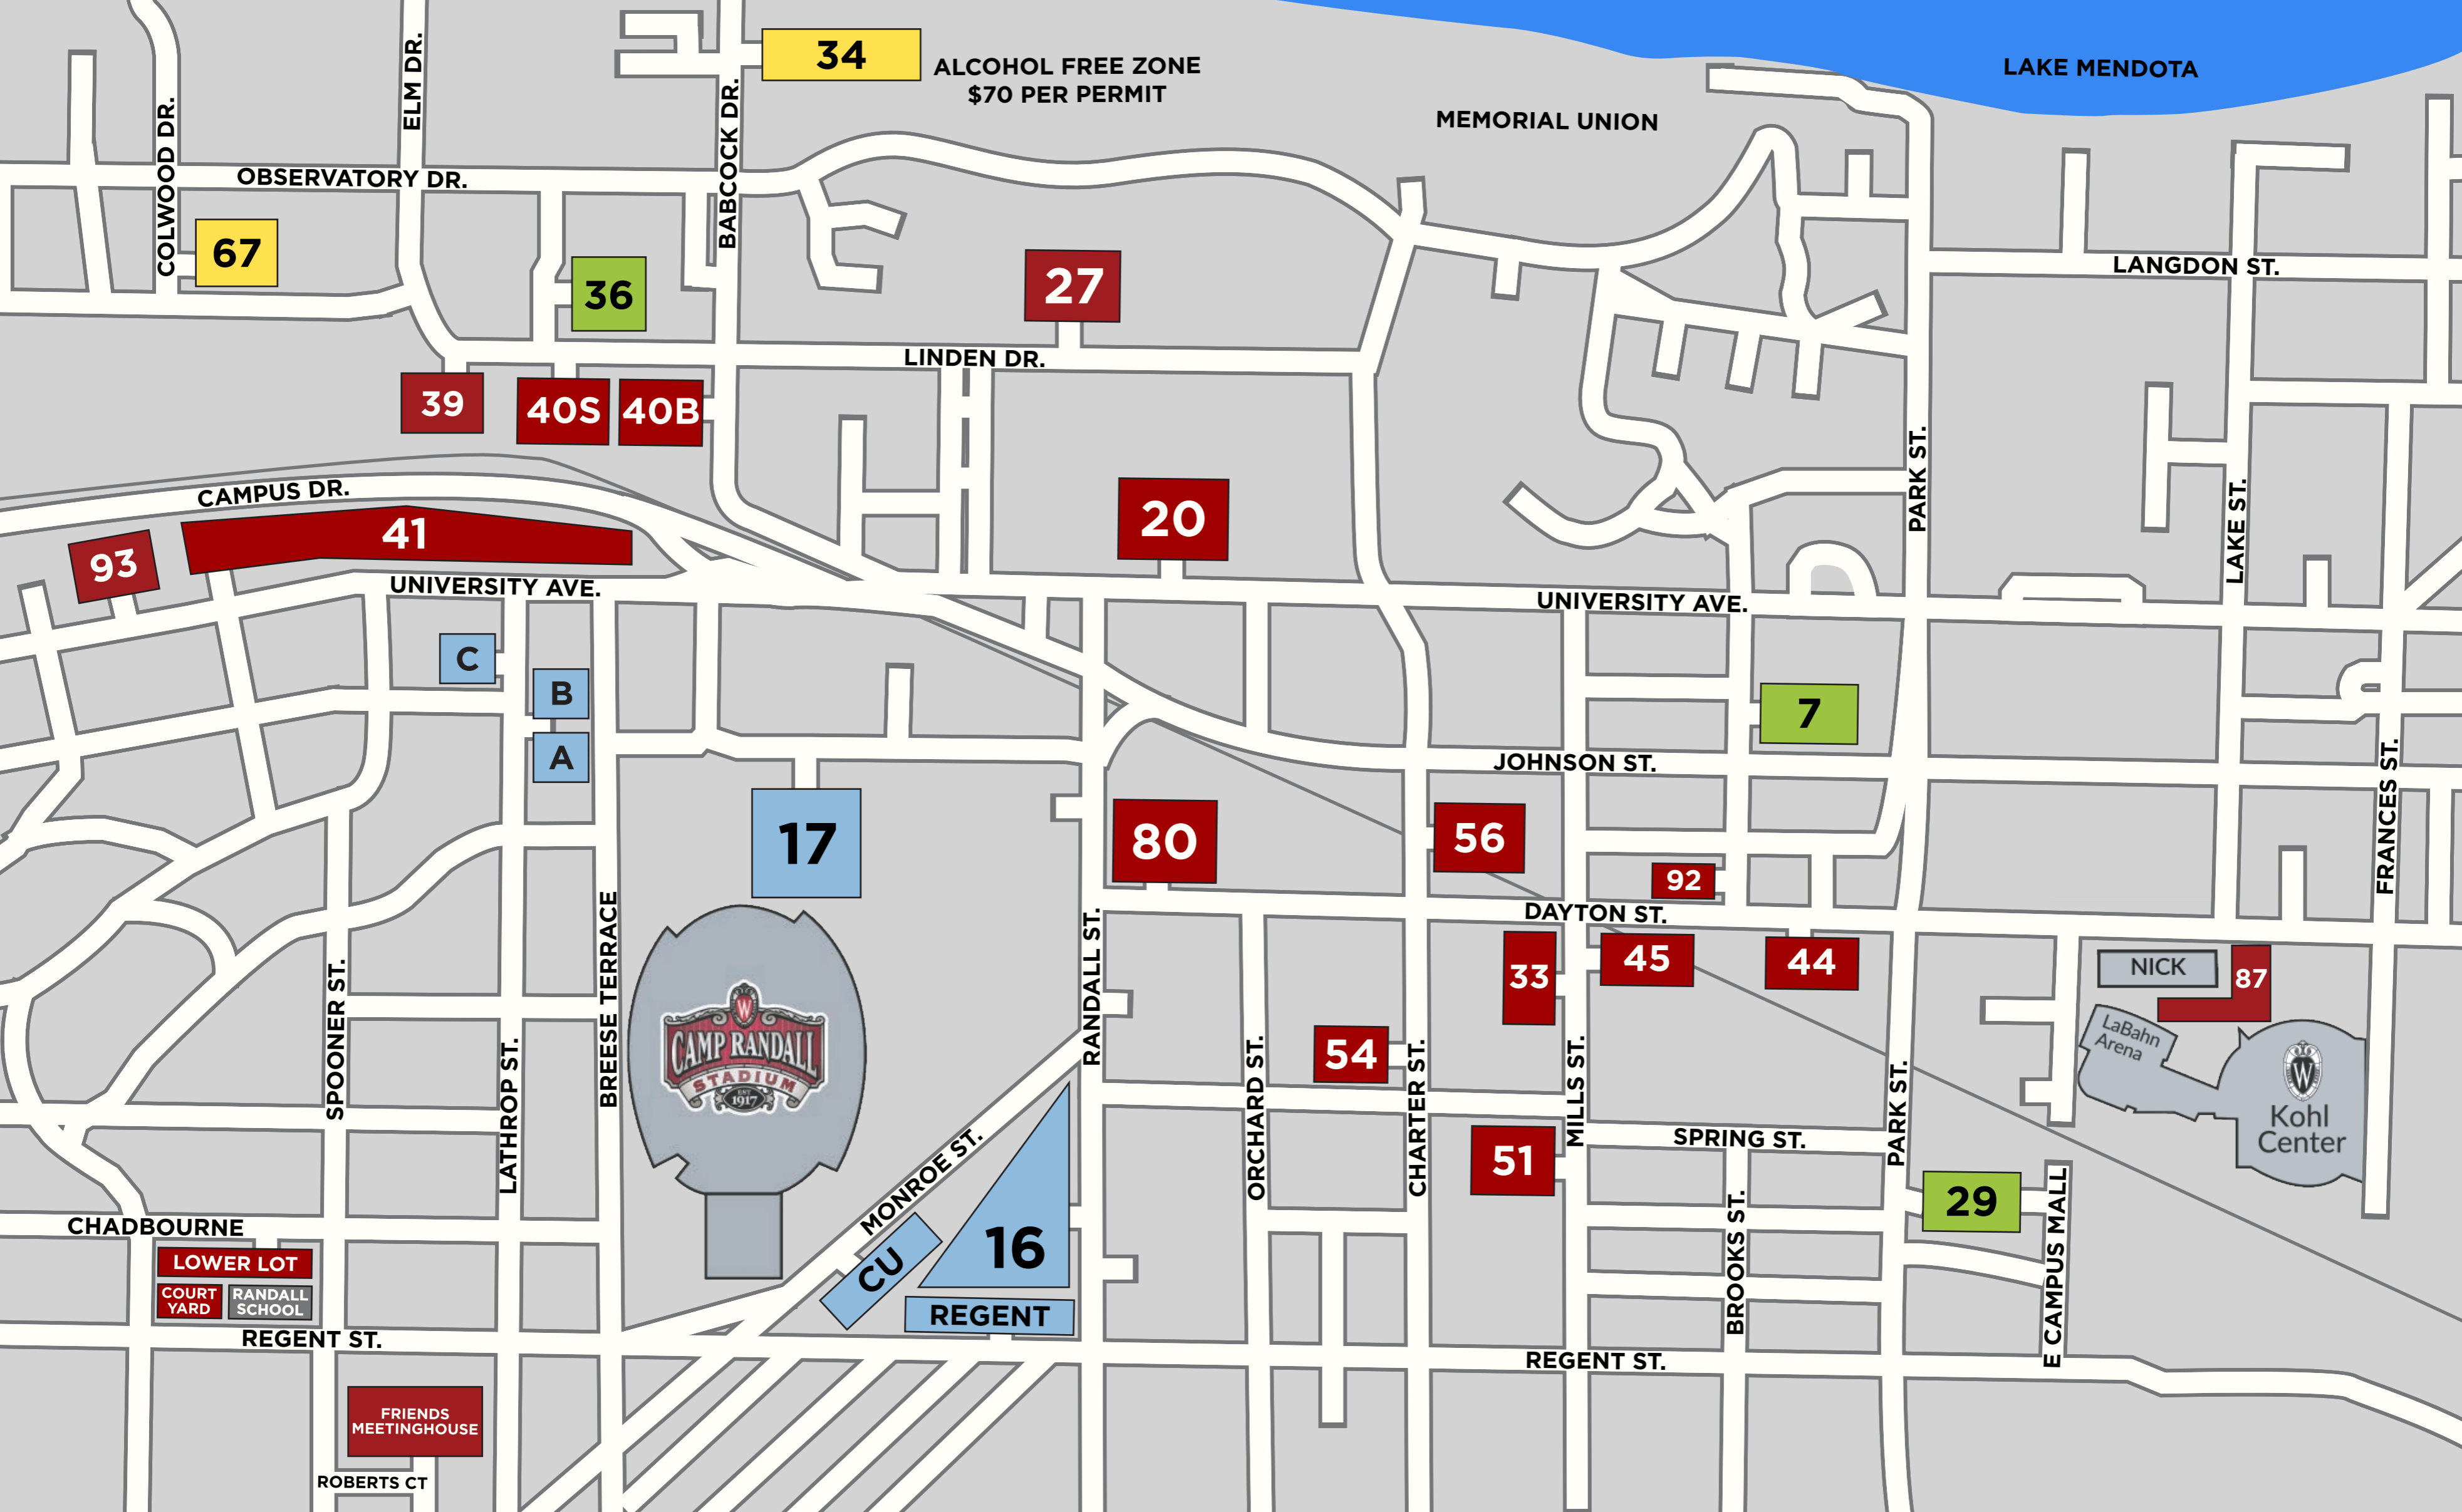 34
ALCOHOL FREE ZONE
$70 PER PERMIT
LAKE MENDOTA
MEMORIAL UNION
ELM DR.
COLWOOD DR.
BABCOCK DR.
OBSERVATORY DR.
67
36
27
LANGDON ST.
LINDEN DR.
39
40S
40B
CAMPUS DR.
41
20
PARK ST.
LAKE ST.
93
UNIVERSITY AVE.
UNIVERSITY AVE.
C
B
A
7
JOHNSON ST.
FRANCES ST.
17
80
56
92
DAYTON ST.
BREESE TERRACE
RANDALL ST.
33
45
44
NICK
87
SPOONER ST.
LATHROP ST.
W
CAMP RANDALL
STADIUM
1917
54
ORCHARD ST.
CHARTER ST.
MILLS ST.
PARK ST.
LaBahn
Arena
W
Kohl
Center
MONROE ST.
51
SPRING ST.
29
BROOKS ST.
E CAMPUS MALL
CHADBOURNE
LOWER LOT
COURT
YARD
RANDALL
SCHOOL
CU
16
REGENT
REGENT ST.
REGENT ST.
FRIENDS
MEETINGHOUSE
ROBERTS CT